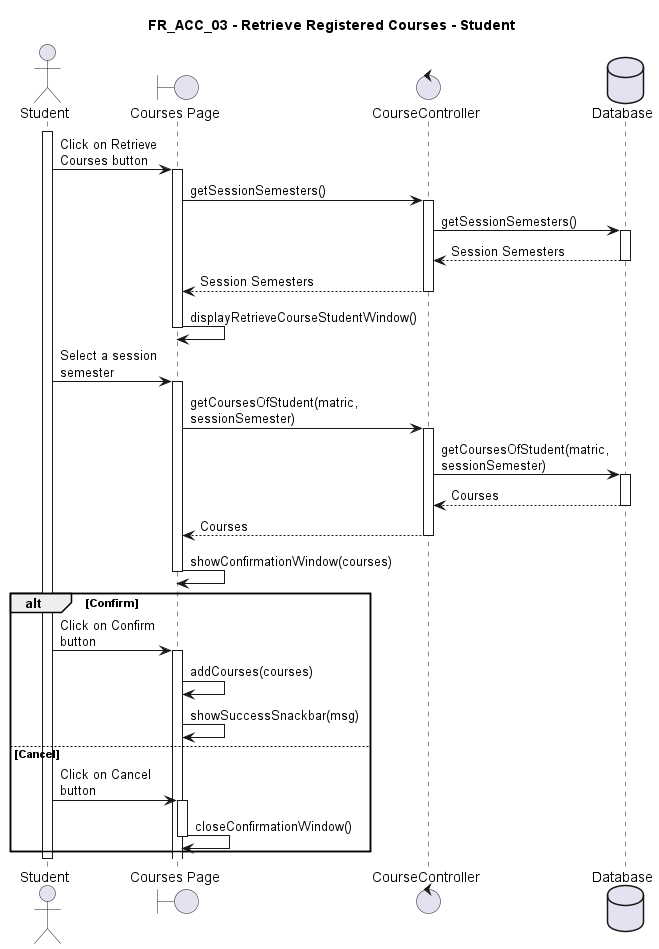 FR_ACC_03 - Retrieve Registered Courses - Student
Student
Courses Page
CourseController
Database
Click on Retrieve
Courses button
getSessionSemesters()
getSessionSemesters()
Session Semesters
Session Semesters
displayRetrieveCourseStudentWindow()
Select a session
semester
getCoursesOfStudent(matric,
sessionSemester)
getCoursesOfStudent(matric,
sessionSemester)
Courses
Courses
showConfirmationWindow(courses)
alt
[Confirm]
Click on Confirm
button
addCourses(courses)
showSuccessSnackbar(msg)
[Cancel]
Click on Cancel
button
closeConfirmationWindow()
Student
Courses Page
CourseController
Database